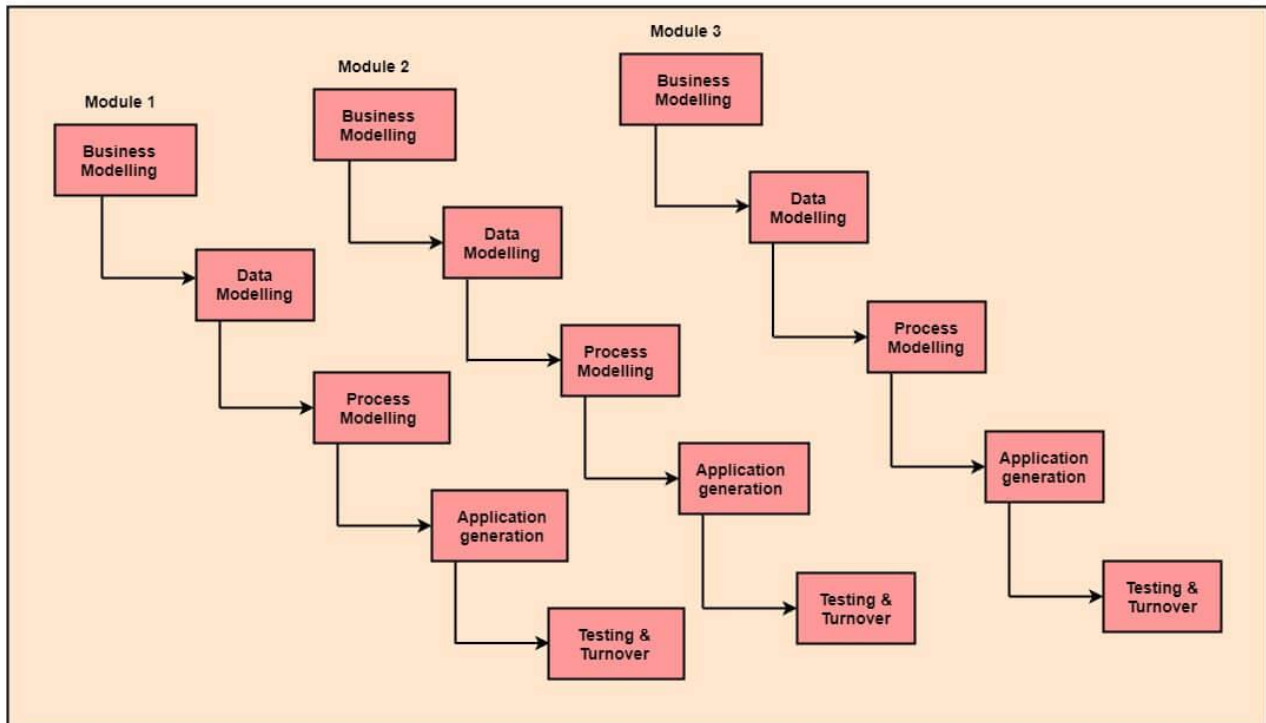 Module 1
Business
Modelling
Data
Modelling
Process
Modelling
Application
generation
Testing &
Turnover
Module 2
Business
Modelling
Data
Modelling
Process
Modelling
Application
generation
Testing &
Turnover
Module 3
Business
Modelling
Data
Modelling
Process
Modelling
Application
generation
Testing &
Turnover